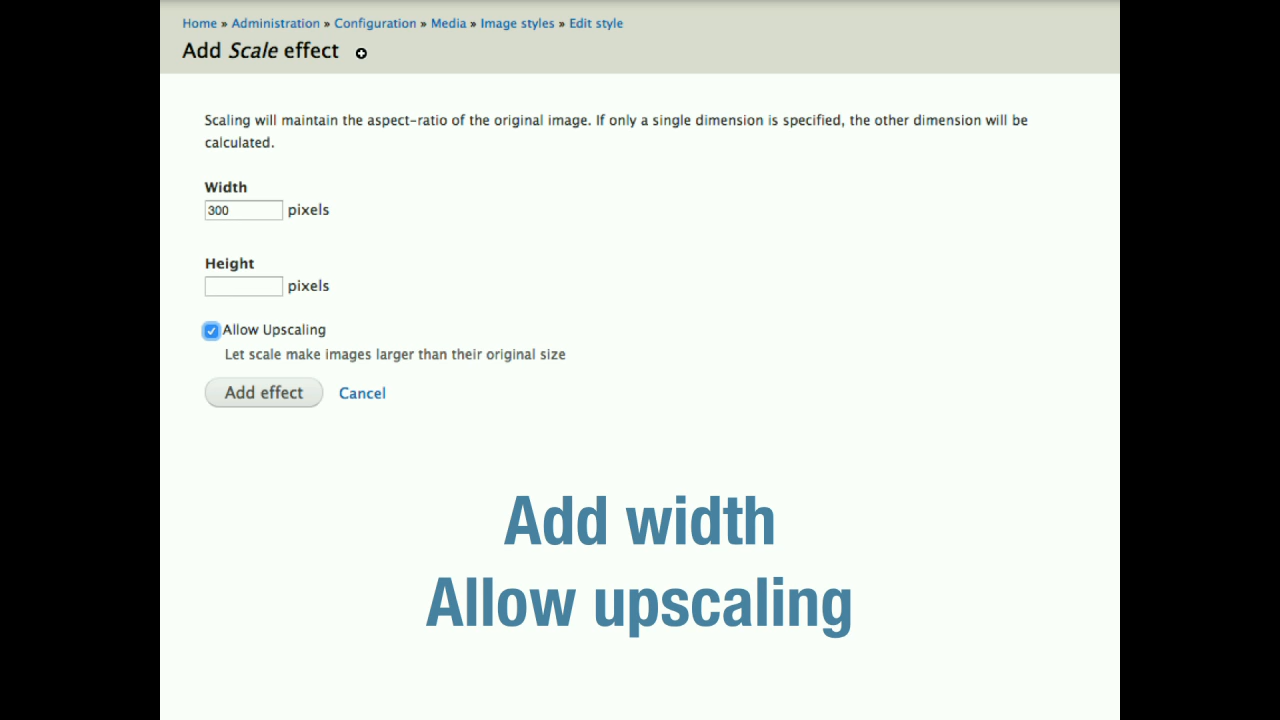 Home » Administration » Configuration » Media » Image styles » Edit style
Add Scale effect
Scaling will maintain the aspect-ratio of the original image. If only a single dimension is specified, the other dimension will be
calculated.
Width
300 pixels
Height
pixels
Allow Upscaling
Let scale make images larger than their original size
Add effect Cancel
Add width
Allow upscaling